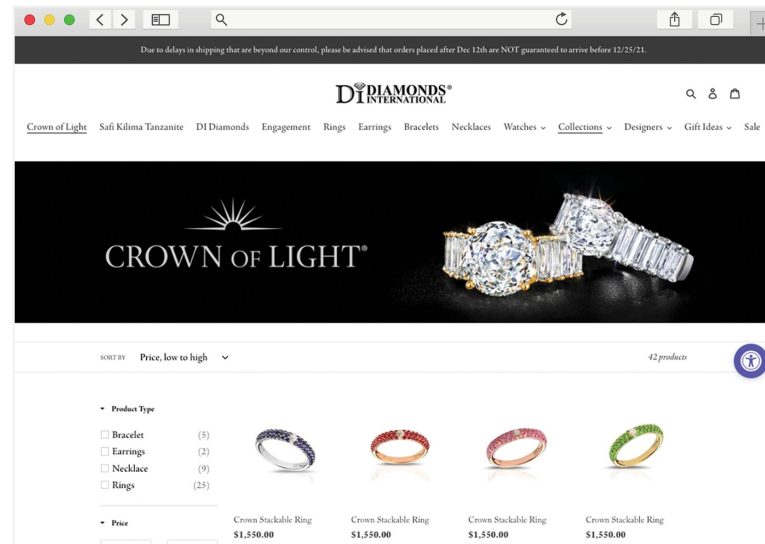 Due to delays in shipping that are beyond our control, please be advised that orders placed after Dec 12th are NOT guaranteed to arrive before 12/25/21.
DI DIAMONDS INTERNATIONAL®
Crown of Light Safi Kilima Tanzanite DI Diamonds Engagement Rings Earrings Bracelets Necklaces Watches Collections Designers Gift Ideas Sale
CROWN OF LIGHT®
SORT BY Price, low to high 42 products
Product Type
Bracelet (5)
Earrings (2)
Necklace (9)
Rings (25)
Price
Crown Stackable Ring Crown Stackable Ring Crown Stackable Ring Crown Stackable Ring
$1,550.00 $1,550.00 $1,550.00 $1,550.00